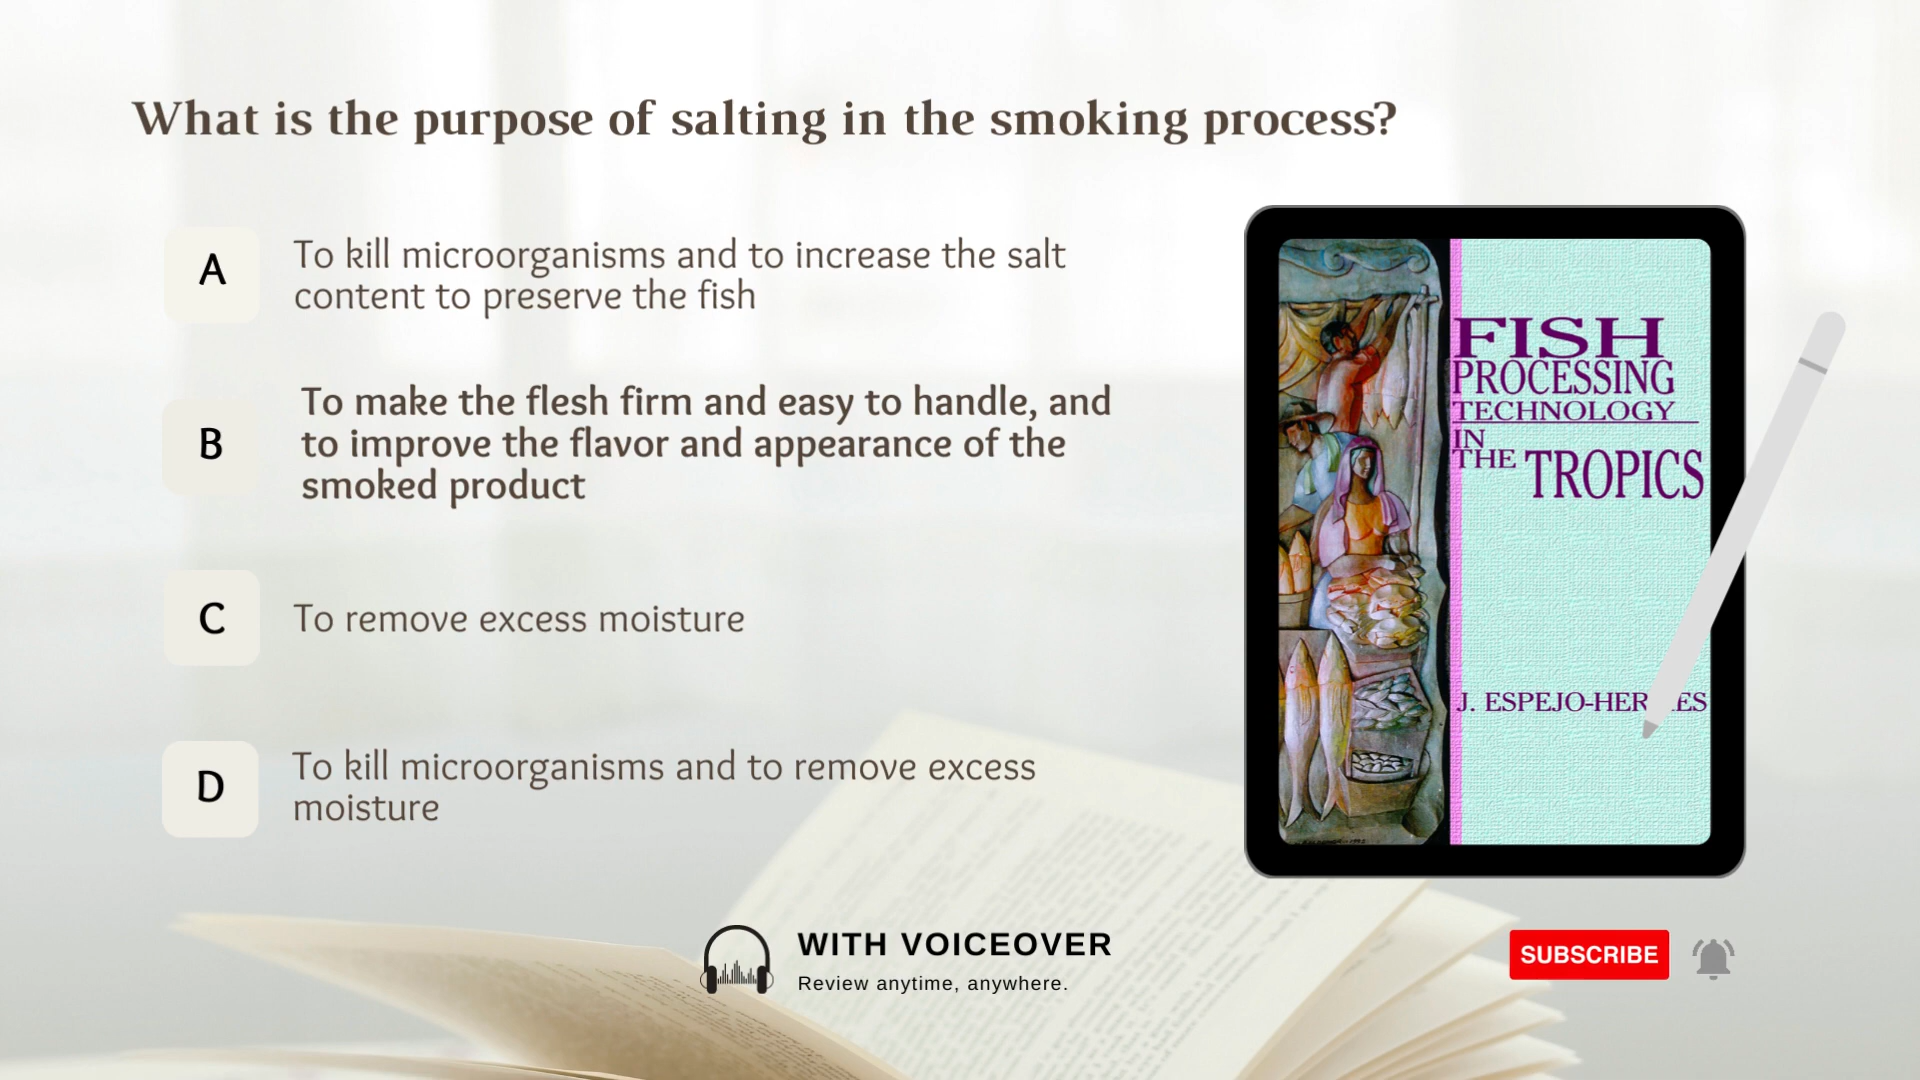 What is the purpose of salting in the smoking process?
A
To kill microorganisms and to increase the salt
content to preserve the fish
B
To make the flesh firm and easy to handle, and
to improve the flavor and appearance of the
smoked product
C
To remove excess moisture
D
To kill microorganisms and to remove excess
moisture
FISH
PROCESSING
TECHNOLOGY
IN
THE TROPICS
J. ESPEJO-HER
WITH VOICEOVER
Review anytime, anywhere.
SUBSCRIBE